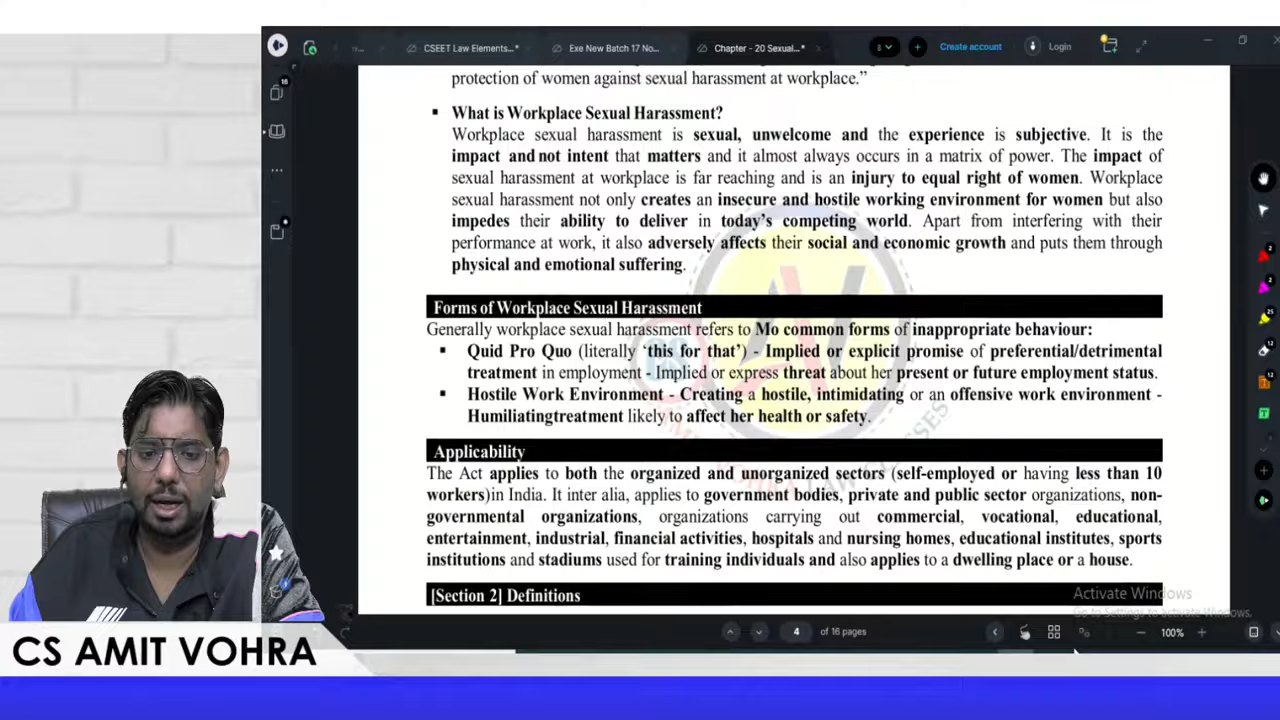 CSEET Law Elements...*
Exe New Batch 17 No...
Chapter - 20 Sexual...*
8
Create account
Login
protection of women against sexual harassment at workplace.”
What is Workplace Sexual Harassment?
Workplace sexual harassment is sexual, unwelcome and the experience is subjective. It is the
impact and not intent that matters and it almost always occurs in a matrix of power. The impact of
sexual harassment at workplace is far reaching and is an injury to equal right of women. Workplace
sexual harassment not only creates an insecure and hostile working environment for women but also
impedes their ability to deliver in today’s competing world. Apart from interfering with their
performance at work, it also adversely affects their social and economic growth and puts them through
physical and emotional suffering.
Forms of Workplace Sexual Harassment
Generally workplace sexual harassment refers to Mo common forms of inappropriate behaviour:
Quid Pro Quo (literally ‘this for that’) - Implied or explicit promise of preferential/detrimental
treatment in employment - Implied or express threat about her present or future employment status.
Hostile Work Environment - Creating a hostile, intimidating or an offensive work environment -
Humiliatingtreatment likely to affect her health or safety.
Applicability
The Act applies to both the organized and unorganized sectors (self-employed or having less than 10
workers)in India. It inter alia, applies to government bodies, private and public sector organizations, non-
governmental organizations, organizations carrying out commercial, vocational, educational,
entertainment, industrial, financial activities, hospitals and nursing homes, educational institutes, sports
institutions and stadiums used for training individuals and also applies to a dwelling place or a house.
[Section 2] Definitions
Activate Windows
Go to Settings to activate Windows.
4 of 16 pages
100%
CS AMIT VOHRA